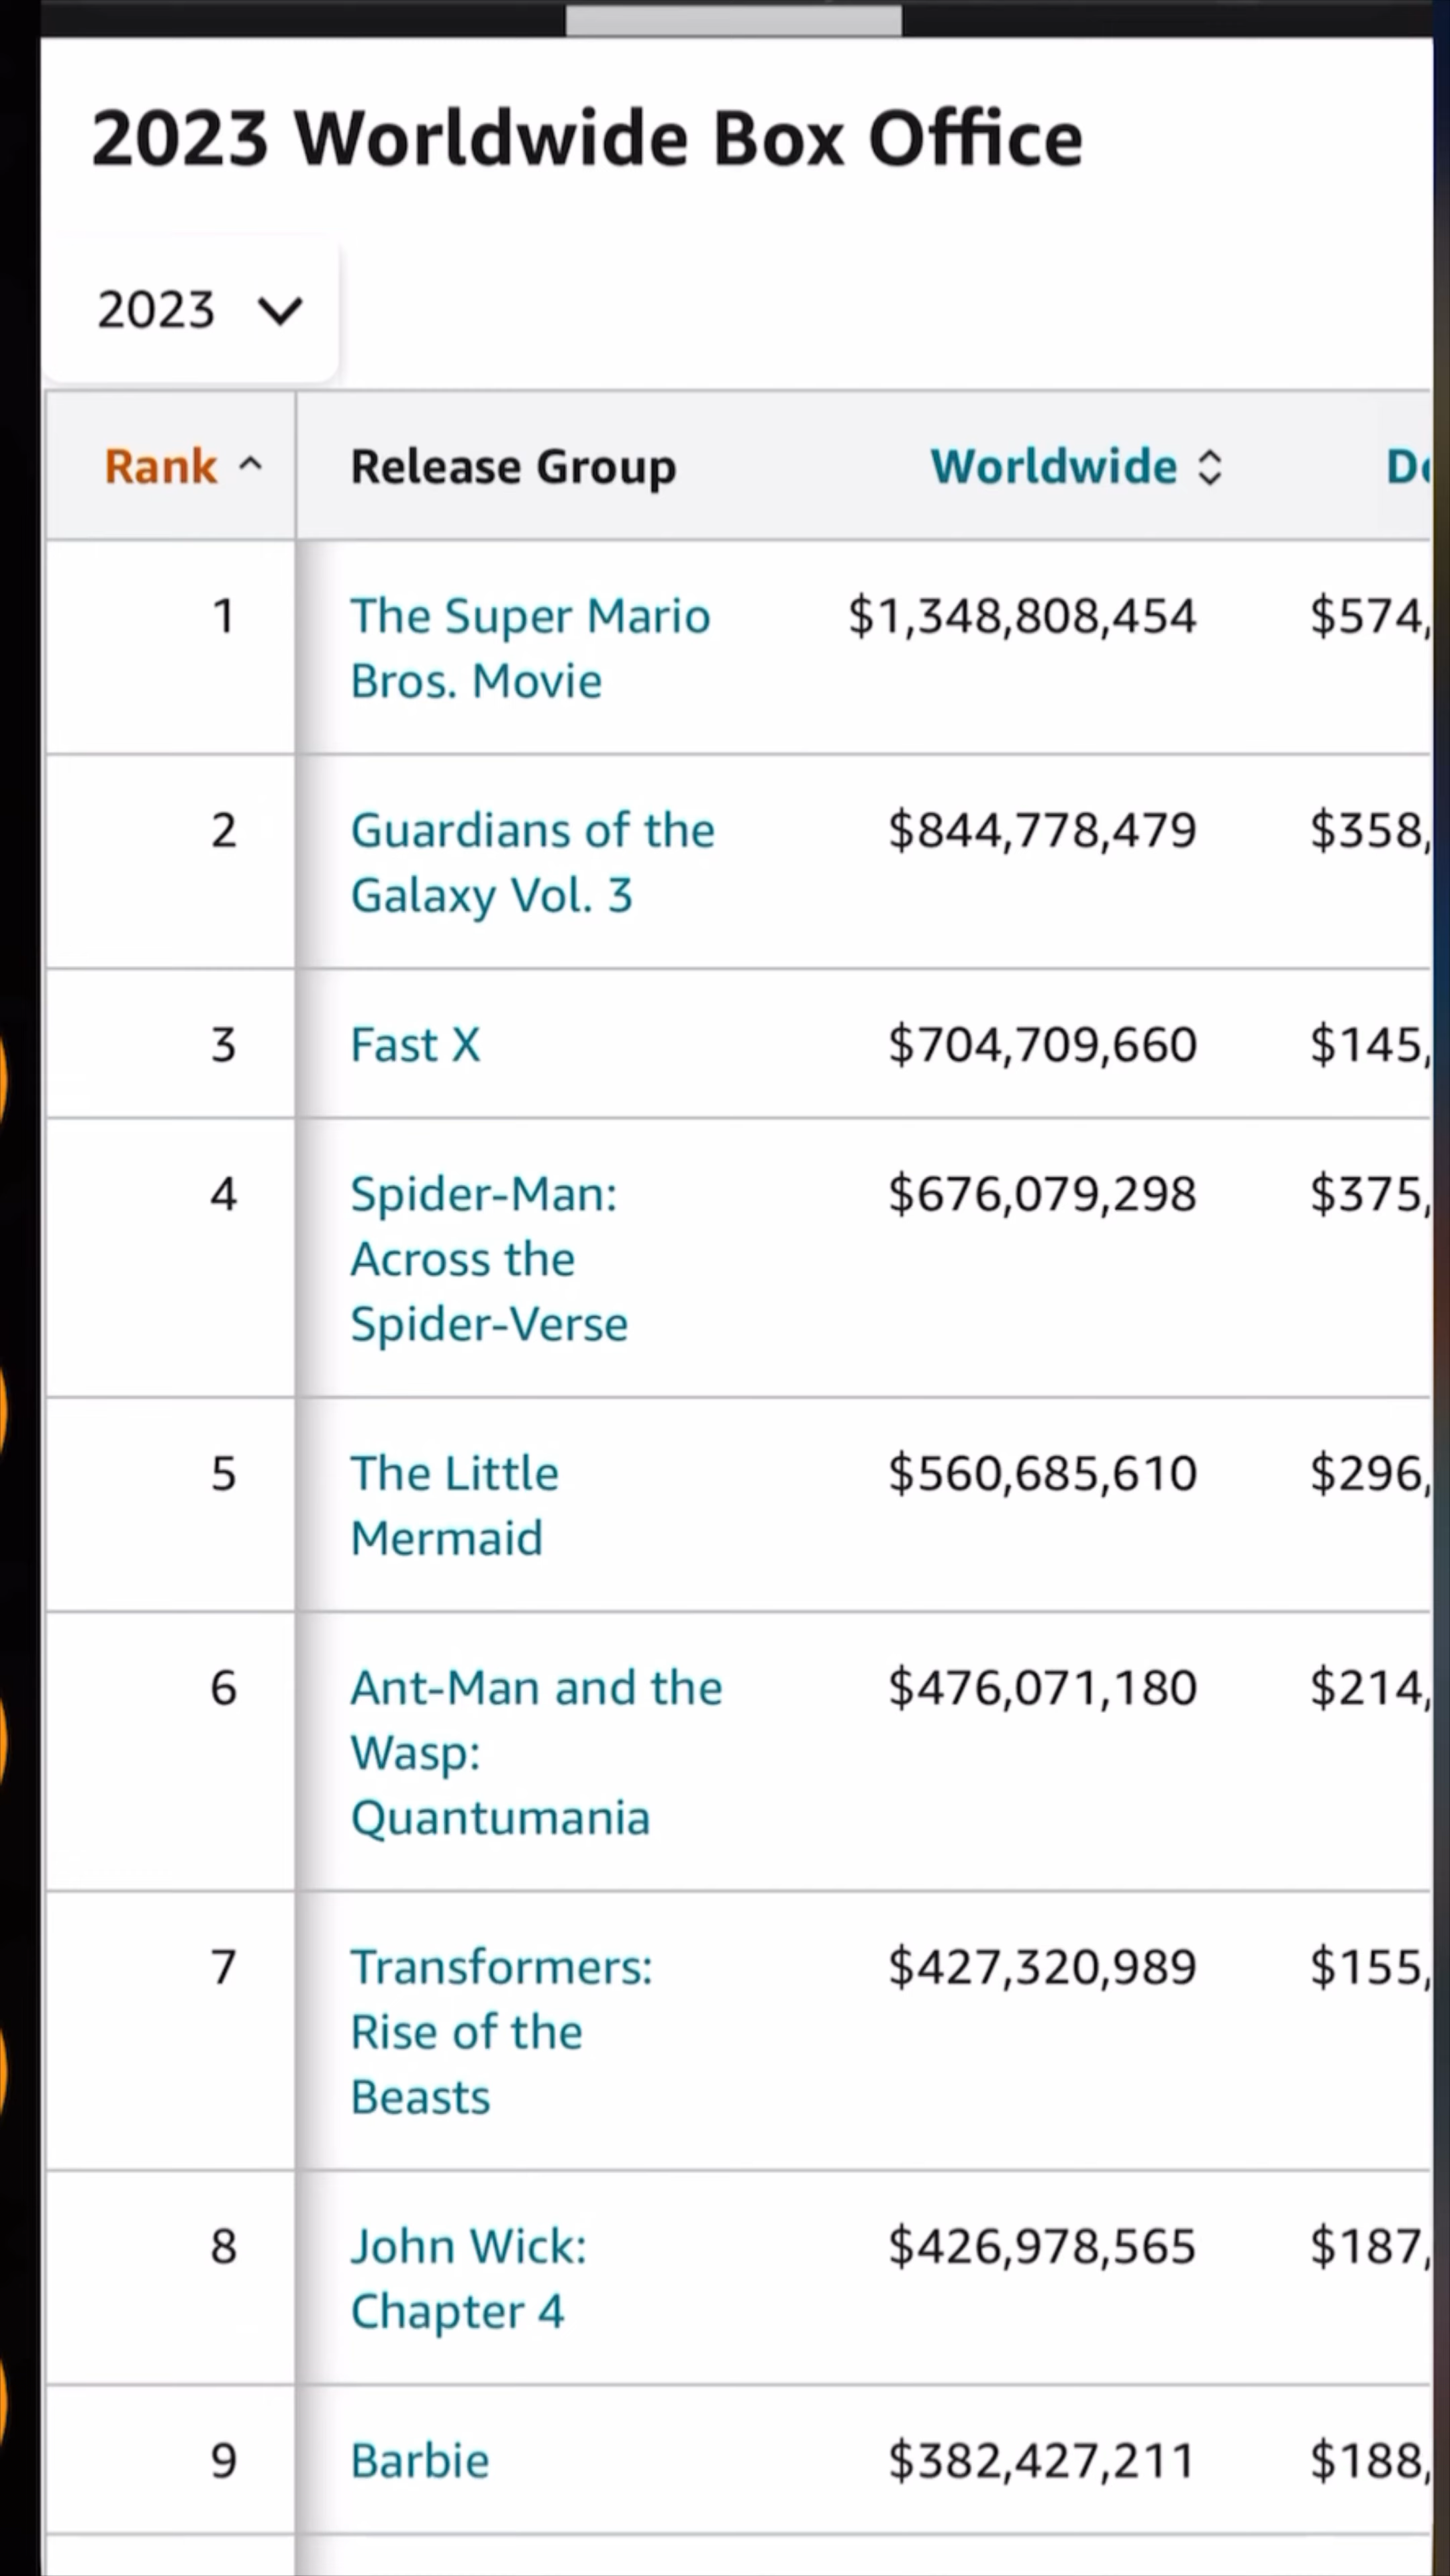 2023 Worldwide Box Office
2023
Rank Release Group Worldwide
1 The Super Mario $1,348,808,454 $574,
Bros. Movie
2 Guardians of the $844,778,479 $358,
Galaxy Vol. 3
3 Fast X $704,709,660 $145,
4 Spider-Man: $676,079,298 $375,
Across the
Spider-Verse
5 The Little $560,685,610 $296,
Mermaid
6 Ant-Man and the $476,071,180 $214,
Wasp:
Quantumania
7 Transformers: $427,320,989 $155,
Rise of the
Beasts
8 John Wick: $426,978,565 $187,
Chapter 4
9 Barbie $382,427,211 $188,